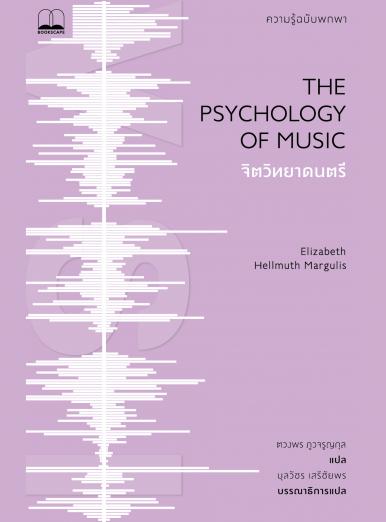 BOOKSCAPE
ความรู้ฉบับพกพา
THE
PSYCHOLOGY
OF MUSIC
จิตวิทยาดนตรี
Elizabeth
Hellmuth Margulis
ตวงพร ภูวจรูญกุล
แปล
บุลวัชร เสรีชัยพร
บรรณาธิการแปล